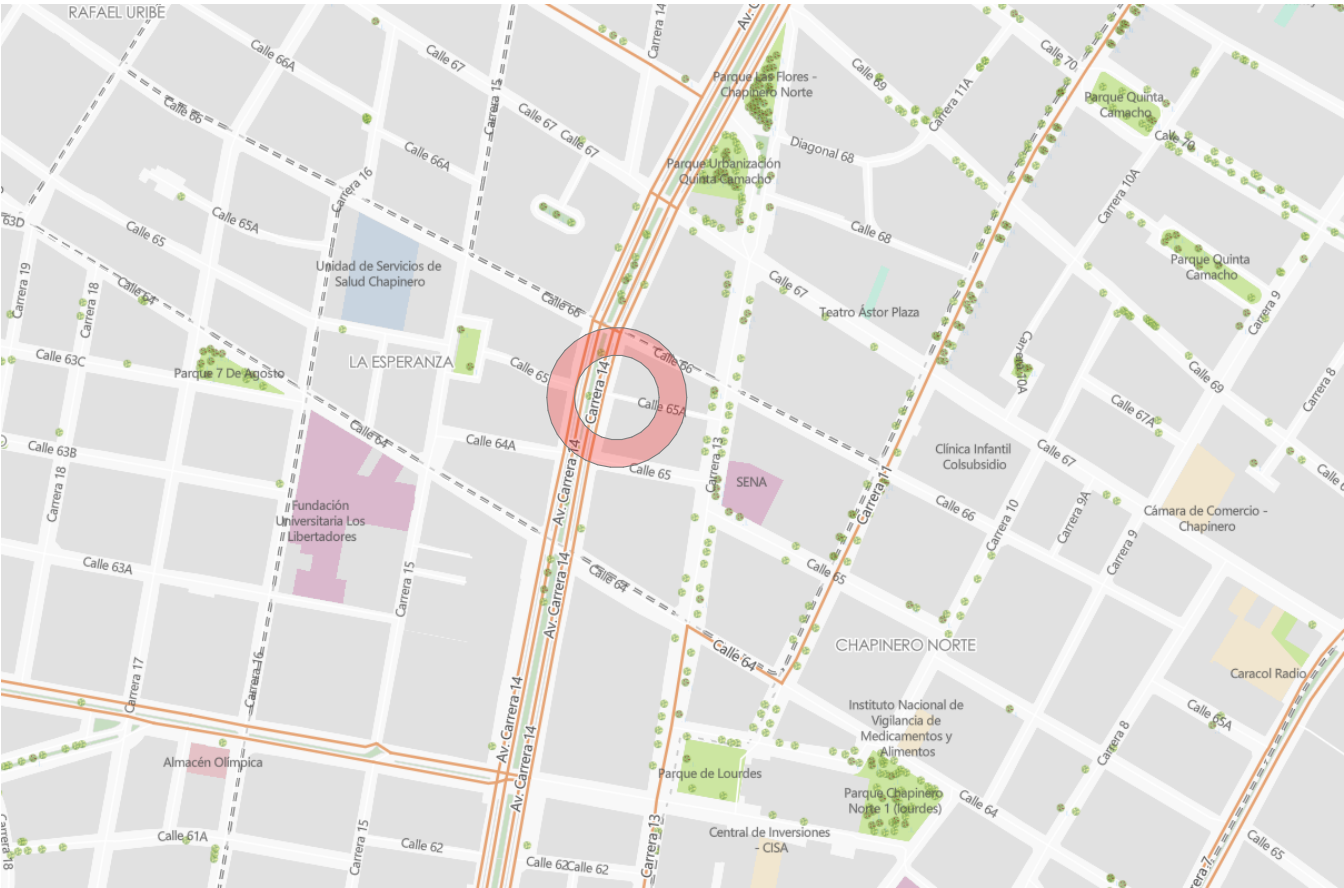 RAFAEL URIBE
Carrera 14
Av. C
Calle 66A
Calle 67
Calle 70
Parque Las Flores -
Chapinero Norte
Calle 69
Carrera 11A
Parque Quinta
Camacho
Calle 66
Carrera 15
Calle 67
Calle 67
Calle 70
Calle 66A
Diagonal 68
Parque Urbanización
Quinta Camacho
Carrera 16
Carrera 10A
63D
Calle 65A
Calle 65
Calle 68
Unidad de Servicios de
Salud Chapinero
Parque Quinta
Camacho
Carrera 19
Carrera 18
Calle 64
Calle 67
Calle 66
Teatro Ástor Plaza
Carrera 9
Calle 63C
Parque 7 De Agosto
LA ESPERANZA
Calle 65
Carrera 14
Calle 66
Carrera 10A
Calle 69
Carrera 8
Calle 65A
Calle 67A
Calle 64
Calle 63B
Calle 64A
Av. Carrera 14
Calle 65
Carrera 13
SENA
Clínica Infantil
Colsubsidio
Calle 67
Carrera 18
Carrera 11
Calle 66
Carrera 10
Carrera 9A
Cámara de Comercio -
Chapinero
Fundación
Universitaria Los
Libertadores
Carrera 9
Calle 63A
Carrera 15
Av. Carrera 14
Calle 64
Calle 65
CHAPINERO NORTE
Calle 64
Carrera 17
Carrera 16
Caracol Radio
Av. Carrera 14
Instituto Nacional de
Vigilancia de
Medicamentos y
Alimentos
Calle 65A
Carrera 8
Almacén Olímpica
Av. Carrera 14
Parque de Lourdes
Parque Chapinero
Norte 1 (lourdes)
Calle 64
Carrera 18
Calle 61A
Carrera 15
Calle 62
Calle 62
Calle 62
Carrera 13
Central de Inversiones
- CISA
Calle 65
rera 7